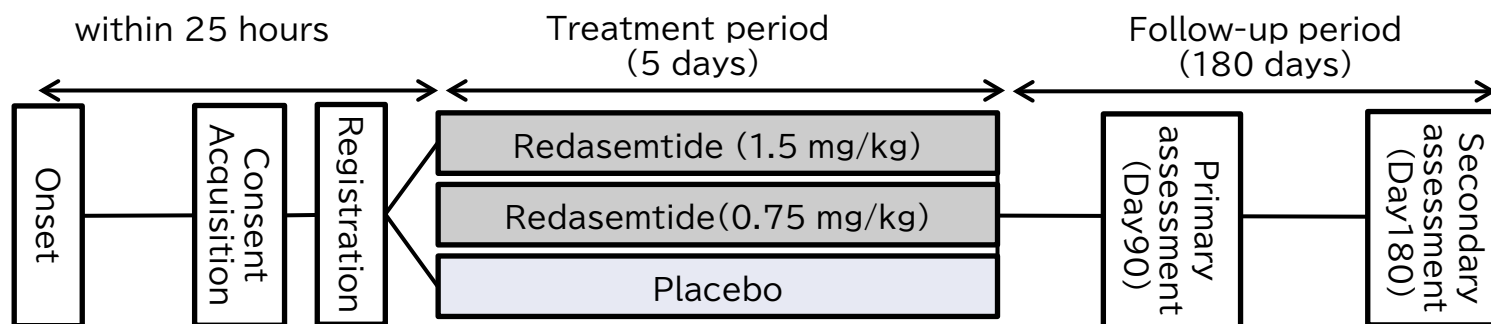 within 25 hours
Treatment period
(5 days)
Follow-up period
(180 days)
Onset
Consent
Acquisition
Registration
Redasemtide (1.5 mg/kg)
Redasemtide(0.75 mg/kg)
Placebo
Primary
assessment
(Day90)
Secondary
assessment
(Day180)